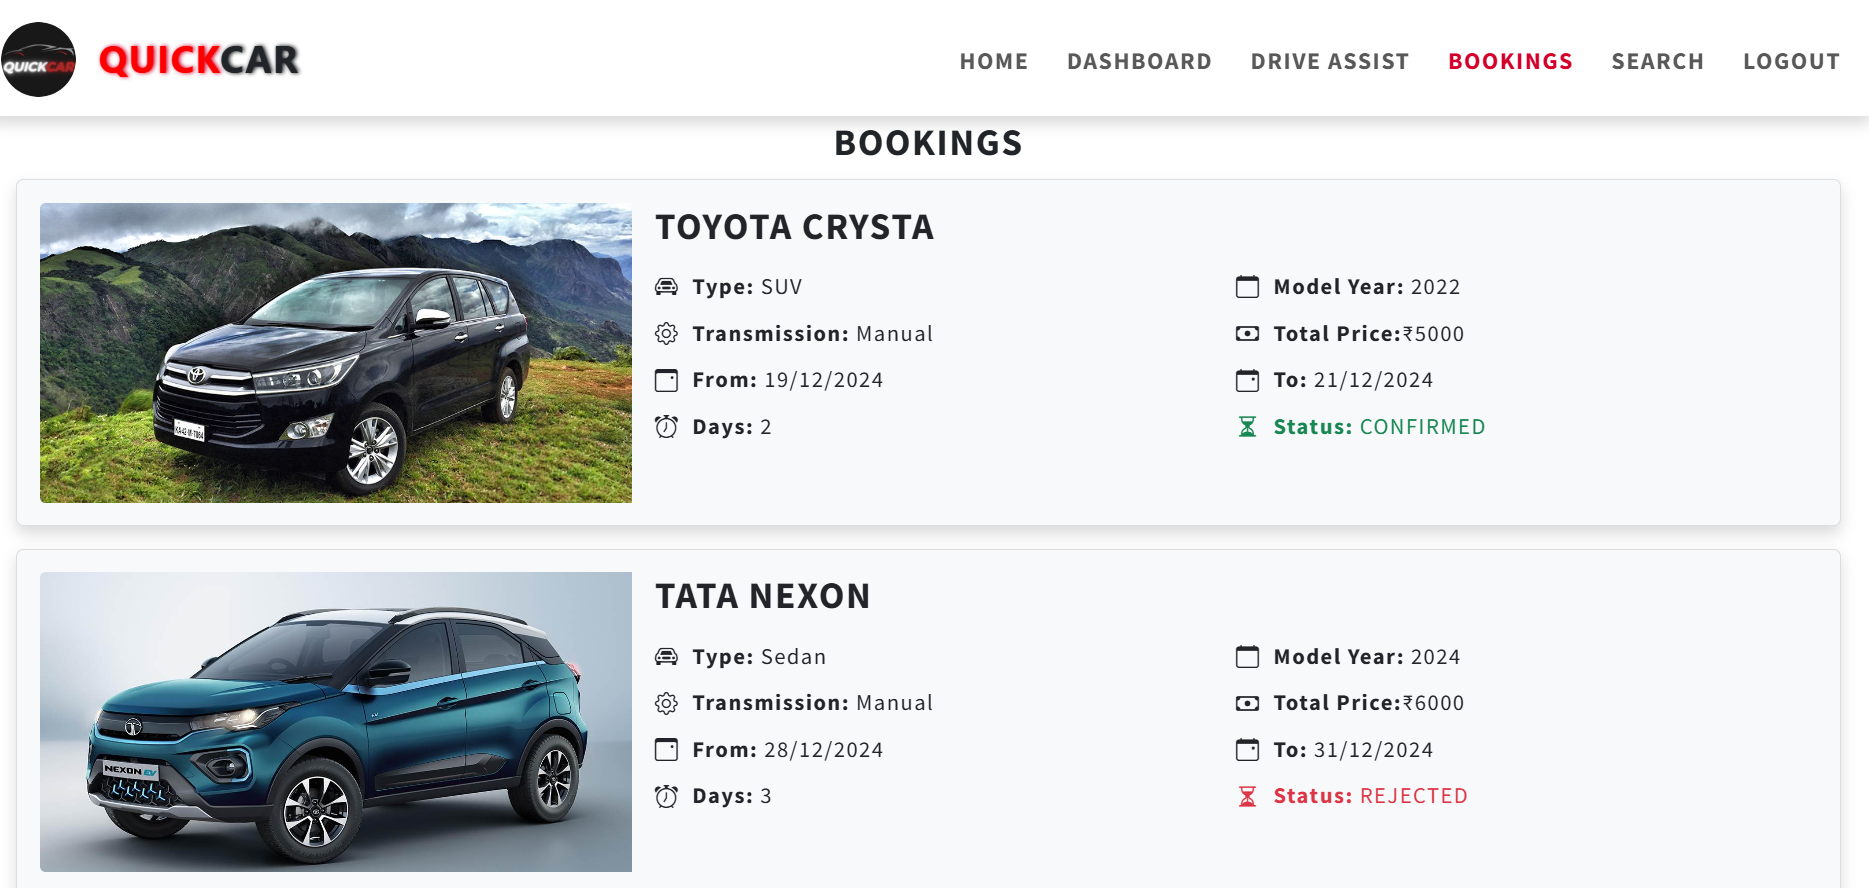 QUICKCAR
QUICKCAR
HOME DASHBOARD DRIVE ASSIST BOOKINGS SEARCH LOGOUT
BOOKINGS
TOYOTA CRYSTA
Type: SUV
Model Year: 2022
Transmission: Manual
Total Price:₹5000
From: 19/12/2024
To: 21/12/2024
Days: 2
Status: CONFIRMED
TATA NEXON
Type: Sedan
Model Year: 2024
Transmission: Manual
Total Price:₹6000
From: 28/12/2024
To: 31/12/2024
Days: 3
Status: REJECTED
NEXON EV